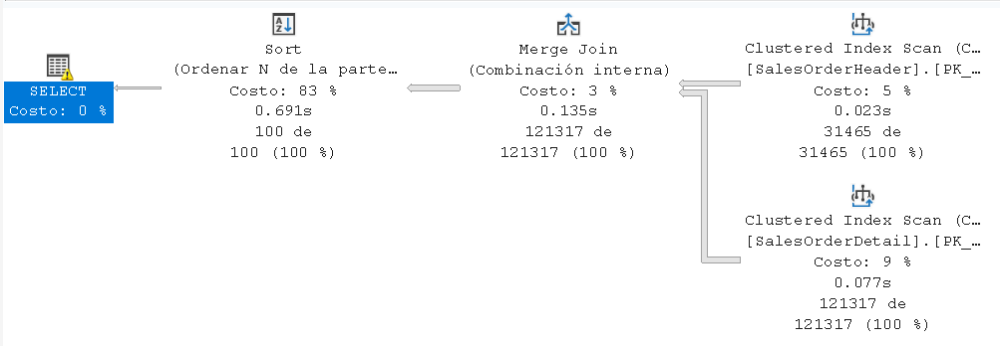 SELECT
Costo: 0 %
Sort
(Ordenar N de la parte…
Costo: 83 %
0.691s
100 de
100 (100 %)
Merge Join
(Combinación interna)
Costo: 3 %
0.135s
121317 de
121317 (100 %)
Clustered Index Scan (C…
[SalesOrderHeader].[PK_…
Costo: 5 %
0.023s
31465 de
31465 (100 %)
Clustered Index Scan (C…
[SalesOrderDetail].[PK_…
Costo: 9 %
0.077s
121317 de
121317 (100 %)